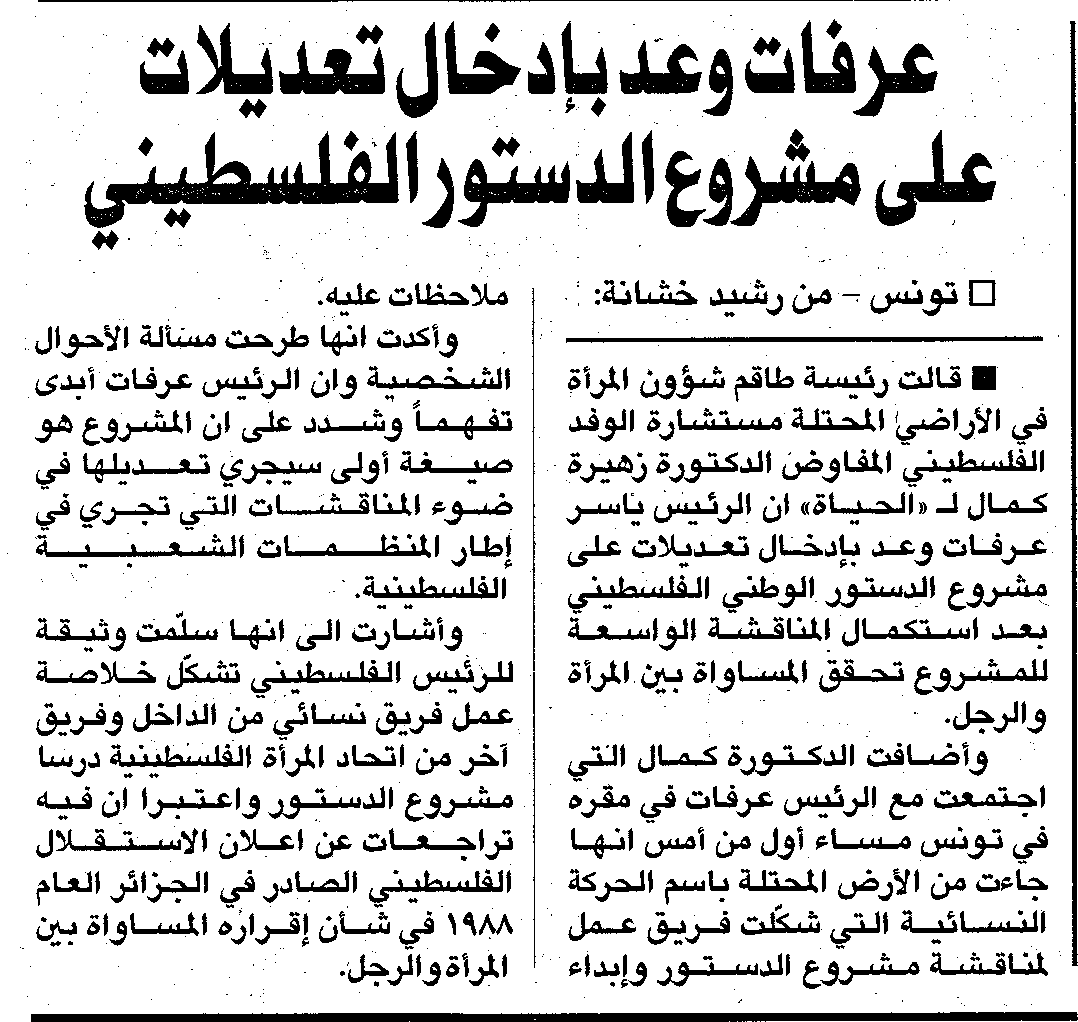 عرفات وعد بإدخال تعديلات
على مشروع الدستور الفلسطيني
□ تونس – من رشيد خشانة:
■ قالت رئيسة طاقم شؤون المرأة
في الأراضي المحتلة مستشارة الوفد
الفلسطيني المفاوض الدكتورة زهيرة
كمال لـ «الحياة» ان الرئيس ياسر
عرفات وعد بإدخال تعديلات على
مشروع الدستور الوطني الفلسطيني
بعد استكمال المناقشة الواسعة
للمشروع تحقق المساواة بين المرأة
والرجل.
وأضافت الدكتورة كمال التي
اجتمعت مع الرئيس عرفات في مقره
في تونس مساء أول من أمس انها
جاءت من الأرض المحتلة باسم الحركة
النسائية التي شكّلت فريق عمل
لمناقشة مشروع الدستور وإبداء
ملاحظات عليه.
وأكدت انها طرحت مسألة الأحوال
الشخصية وان الرئيس عرفات أبدى
تفهماً وشدد على ان المشروع هو
صيغة أولى سيجري تعديلها في
ضوء المناقشات التي تجري في
إطار المنظمات الشعبية
الفلسطينية.
وأشارت الى انها سلّمت وثيقة
للرئيس الفلسطيني تشكّل خلاصة
عمل فريق نسائي من الداخل وفريق
آخر من اتحاد المرأة الفلسطينية درسا
مشروع الدستور واعتبرا ان فيه
تراجعات عن اعلان الاستقلال
الفلسطيني الصادر في الجزائر العام
١٩٨٨ في شأن إقراره المساواة بين
المرأة والرجل.